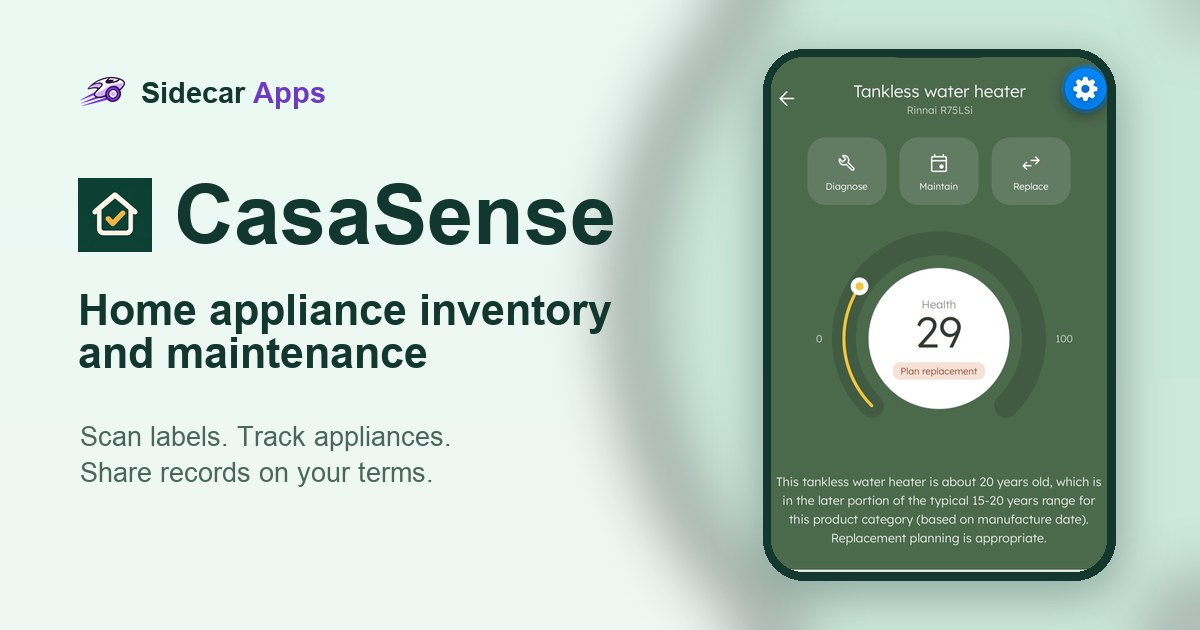 Sidecar Apps
CasaSense
Home appliance inventory
and maintenance
Scan labels. Track appliances.
Share records on your terms.
Tankless water heater
Rinnai R75LSi
Diagnose
Maintain
Replace
Health
29
Plan replacement
0
100
This tankless water heater is about 20 years old, which is
in the later portion of the typical 15-20 years range for
this product category (based on manufacture date).
Replacement planning is appropriate.